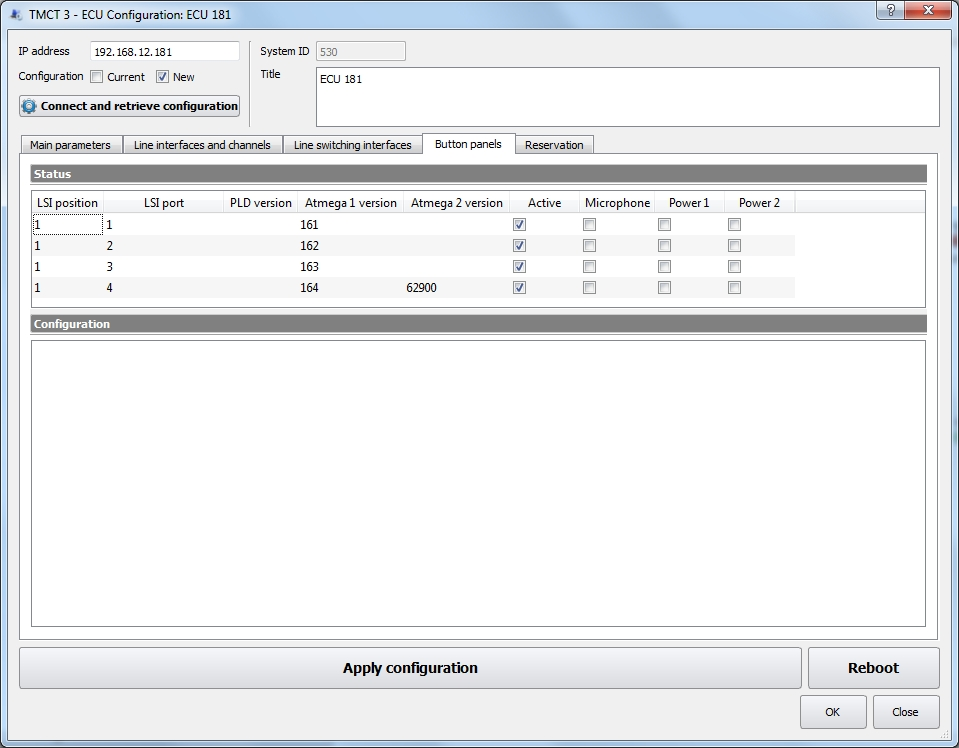 TMCT 3 - ECU Configuration: ECU 181
IP address 192.168.12.181 System ID 530
Configuration Current New Title ECU 181
Connect and retrieve configuration
Main parameters Line interfaces and channels Line switching interfaces Button panels Reservation
Status
LSI position LSI port PLD version Atmega 1 version Atmega 2 version Active Microphone Power 1 Power 2
1 1 161
1 2 162
1 3 163
1 4 164 62900
Configuration
Apply configuration Reboot
OK Close